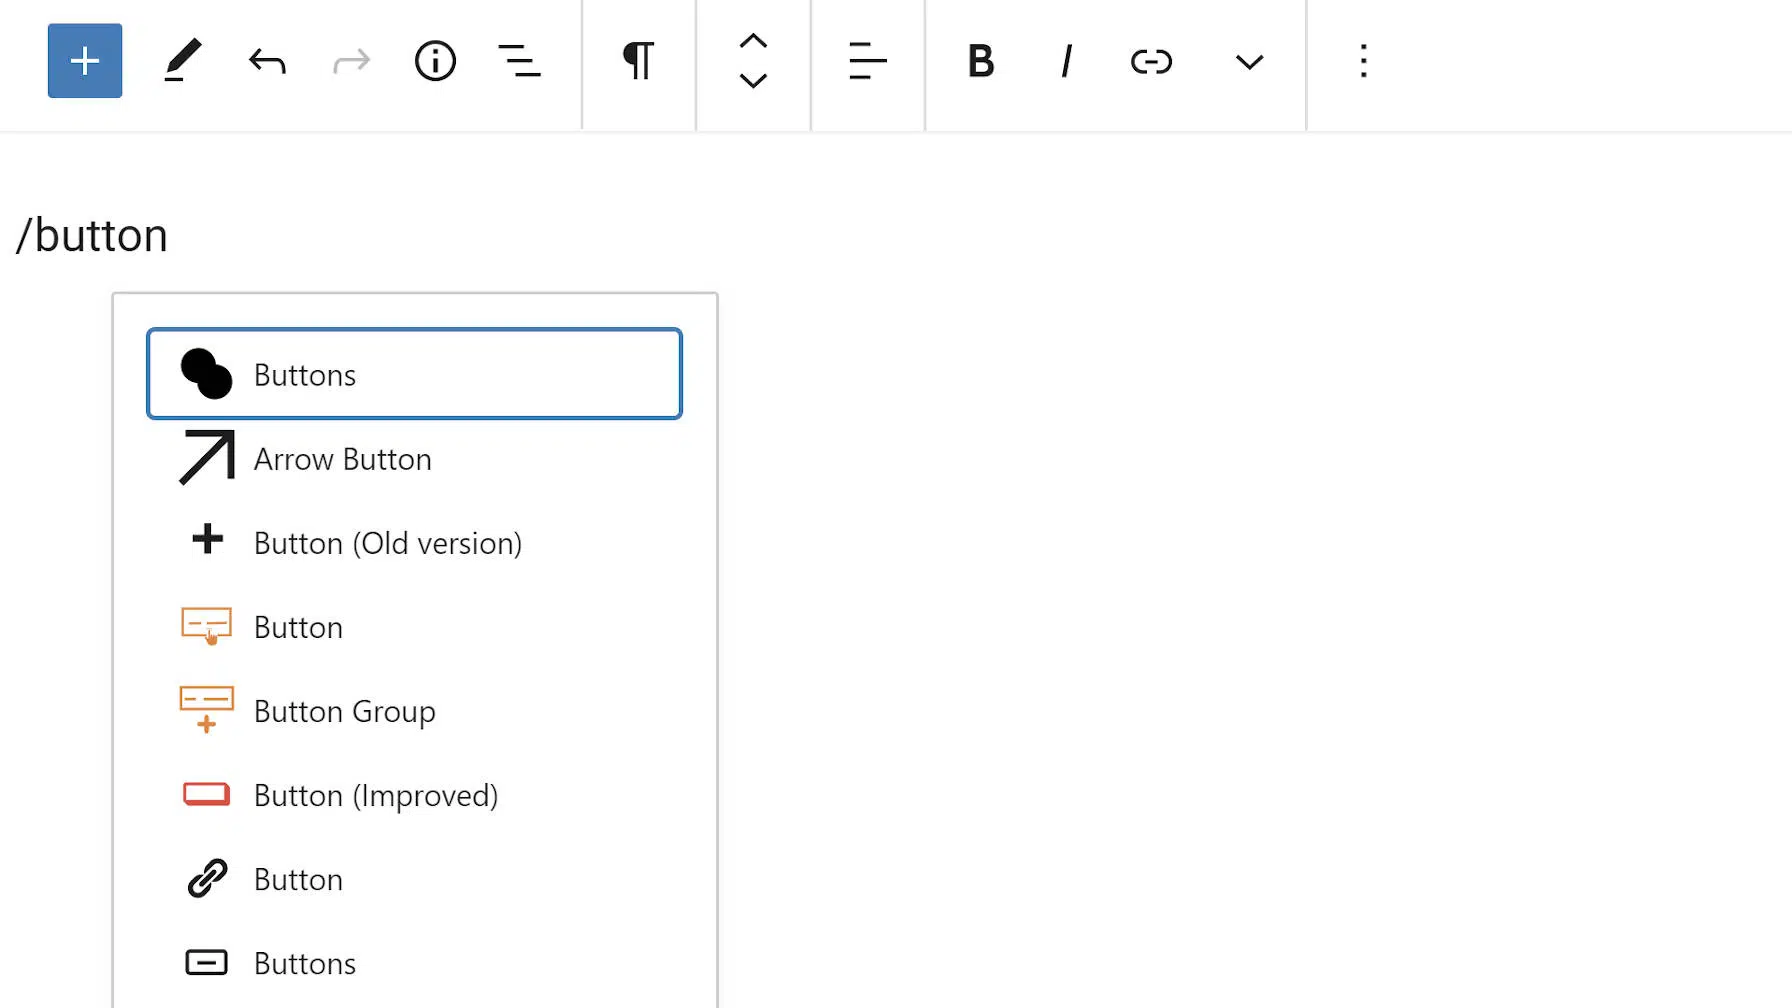 B I
/button
Buttons
Arrow Button
Button (Old version)
Button
Button Group
Button (Improved)
Button
Buttons